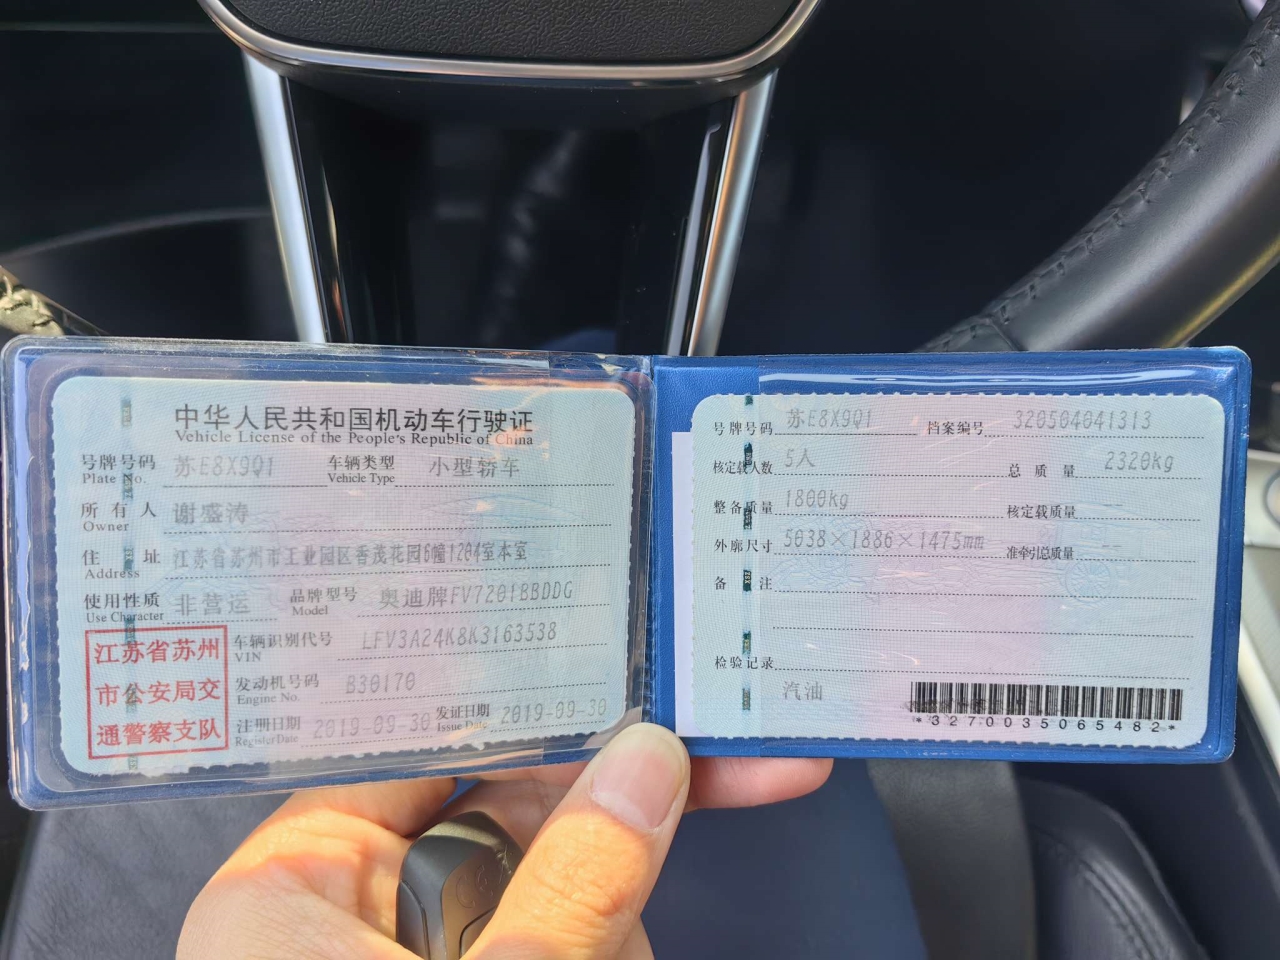 中华人民共和国机动车行驶证
Vehicle License of the People's Republic of China
号牌号码 苏E8X9Q1 车辆类型 小型轿车
Plate No. Vehicle Type
所有人 谢盛涛
Owner
住址 江苏省苏州市工业园区香茂花园6幢1204室本室
Address
使用性质 非营运 品牌型号 奥迪牌FV7201BBDDG
Use Character Model
江苏省苏州
市公安局交
通警察支队
车辆识别代号 LFV3A24K8K3163538
VIN
发动机号码 B30170
Engine No.
注册日期 2019-09-30 发证日期 2019-09-30
Register Date Issue Date
号牌号码 苏E8X9Q1 档案编号 320504041313
核定载人数 5人 总质量 2320kg
整备质量 1800kg 核定载质量 --
外廓尺寸 5038×1886×1475mm 准牵引总质量 --
备注
检验记录
汽油
*3270035065482*